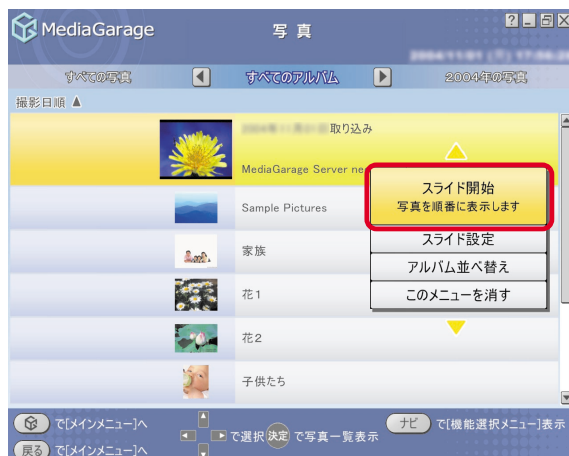 MediaGarage
写真
すべての写真
すべてのアルバム
2004年の写真
撮影日順 ▲
取り込み
MediaGarage Server ne
Sample Pictures
家族
花1
花2
子供たち
スライド開始
写真を順番に表示します
スライド設定
アルバム並べ替え
このメニューを消す
で[メインメニュー]へ
戻る で[メインメニュー]へ
で選択 決定 で写真一覧表示
ナビ で[機能選択メニュー]表示